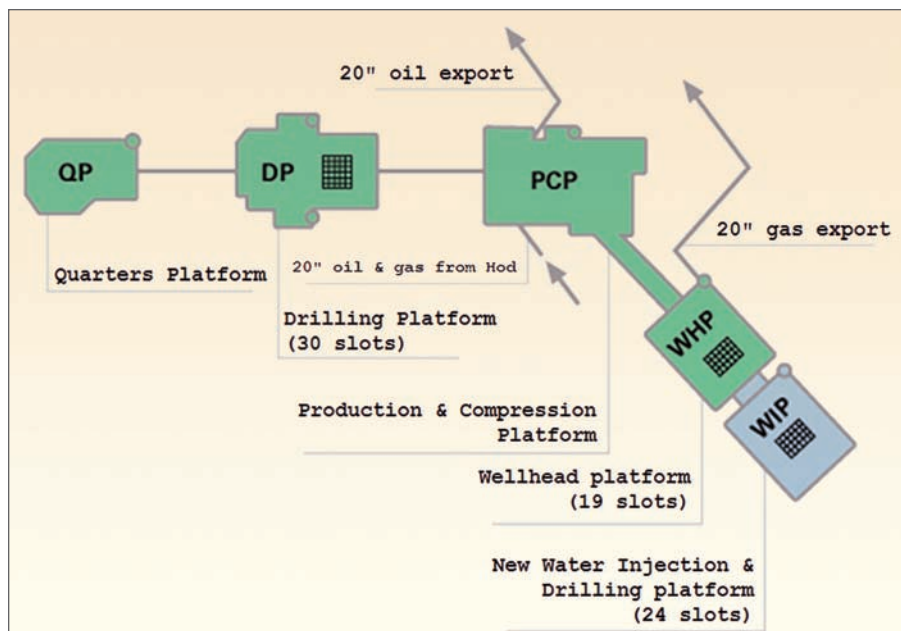 20" oil export
QP
DP
PCP
20" gas export
Quarters Platform
20" oil & gas from Hod
Drilling Platform
(30 slots)
WHP
WIP
Production & Compression
Platform
Wellhead platform
(19 slots)
New Water Injection &
Drilling platform
(24 slots)